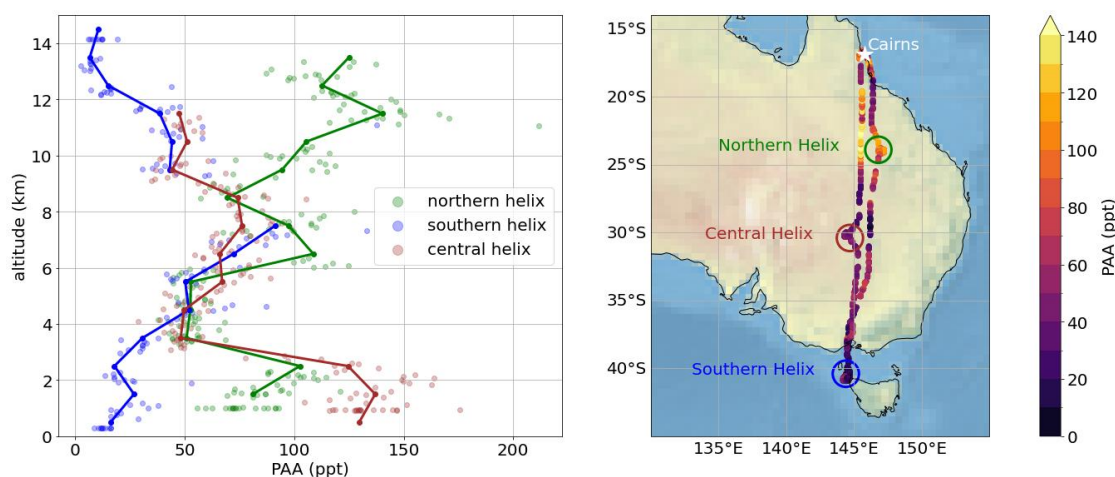 14
12
10
8
6
4
2
0
altitude (km)
0
50
100
150
200
PAA (ppt)
northern helix
southern helix
central helix
15°S
20°S
25°S
30°S
35°S
40°S
135°E
140°E
145°E
150°E
Cairns
Northern Helix
Central Helix
Southern Helix
140
120
100
80
60
40
20
0
PAA (ppt)